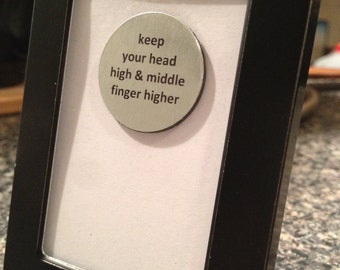 keep
your head
high & middle
finger higher